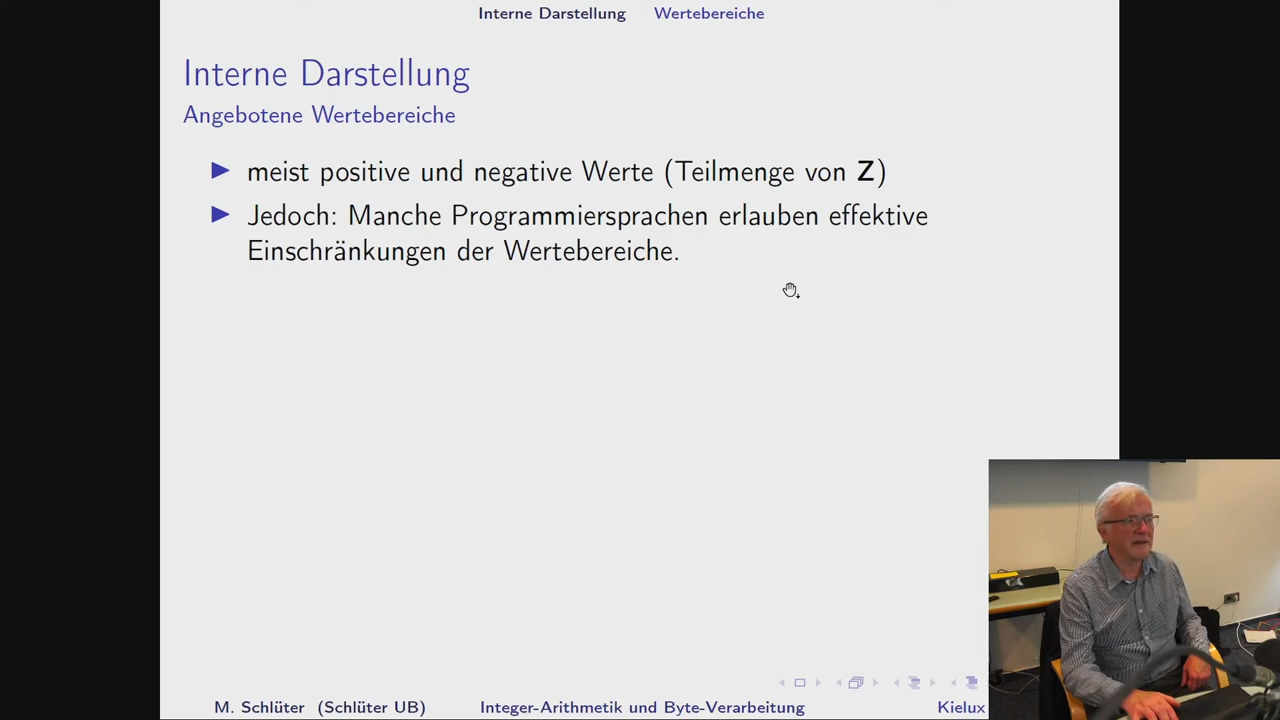 Interne Darstellung Wertebereiche
Interne Darstellung
Angebotene Wertebereiche
meist positive und negative Werte (Teilmenge von Z)
Jedoch: Manche Programmiersprachen erlauben effektive
Einschränkungen der Wertebereiche.
M. Schlüter (Schlüter UB) Integer-Arithmetik und Byte-Verarbeitung Kielux